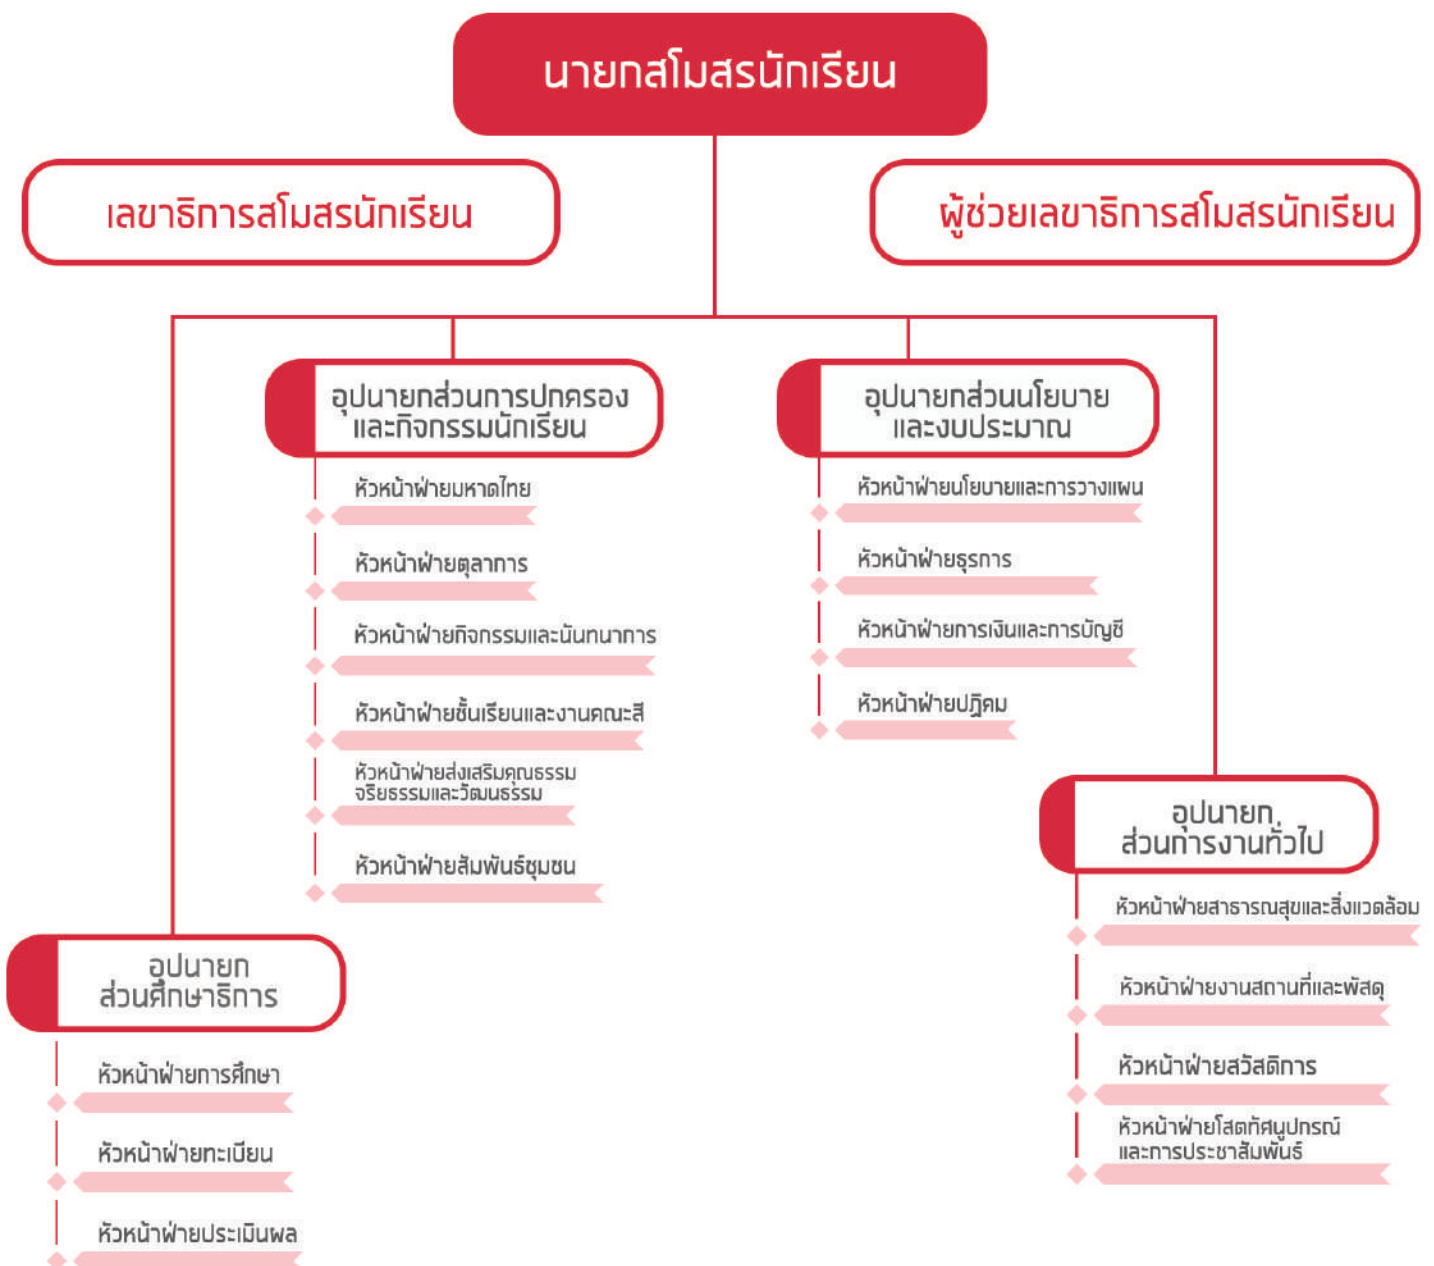 นายกสโมสรนักเรียน
เลขาธิการสโมสรนักเรียน
ผู้ช่วยเลขาธิการสโมสรนักเรียน
อุปนายกส่วนการปกครอง
และกิจกรรมนักเรียน
หัวหน้าฝ่ายมหาดไทย
หัวหน้าฝ่ายตุลาการ
หัวหน้าฝ่ายกิจกรรมและนันทนาการ
หัวหน้าฝ่ายชั้นเรียนและงานคณะสี
หัวหน้าฝ่ายส่งเสริมคุณธรรม
จริยธรรมและวัฒนธรรม
หัวหน้าฝ่ายสัมพันธ์ชุมชน
อุปนายกส่วนนโยบาย
และงบประมาณ
หัวหน้าฝ่ายนโยบายและการวางแผน
หัวหน้าฝ่ายธุรการ
หัวหน้าฝ่ายการเงินและการบัญชี
หัวหน้าฝ่ายปฏิคม
อุปนายก
ส่วนการงานทั่วไป
หัวหน้าฝ่ายสาธารณสุขและสิ่งแวดล้อม
หัวหน้าฝ่ายงานสถานที่และพัสดุ
หัวหน้าฝ่ายสวัสดิการ
หัวหน้าฝ่ายโสตทัศนูปกรณ์
และการประชาสัมพันธ์
อุปนายก
ส่วนศึกษาธิการ
หัวหน้าฝ่ายการศึกษา
หัวหน้าฝ่ายทะเบียน
หัวหน้าฝ่ายประเมินผล